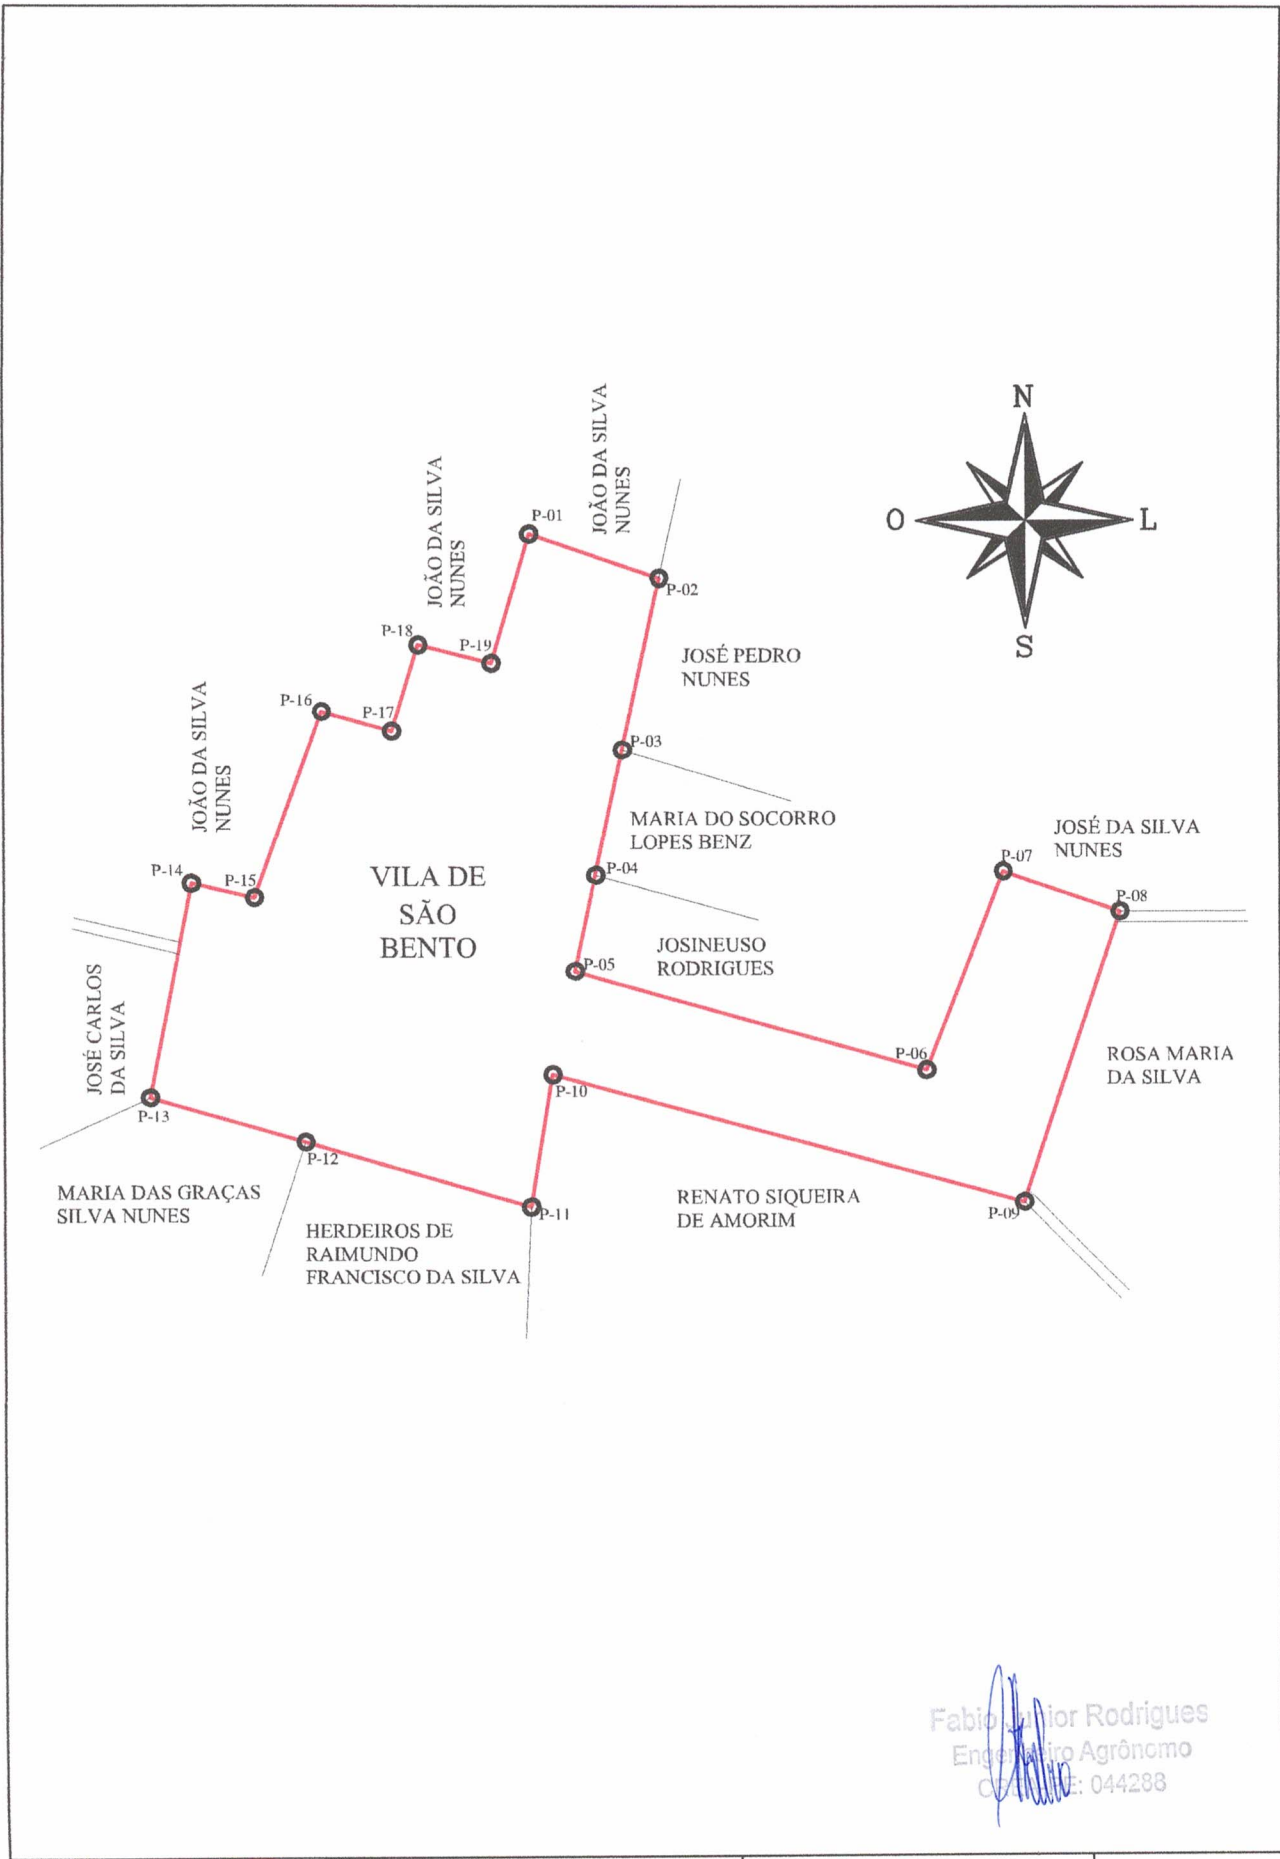 N
O
L
S
JOÃO DA SILVA
NUNES
P-01
P-02
JOÃO DA SILVA
NUNES
P-18
P-19
JOSÉ PEDRO
NUNES
P-16
P-17
P-03
JOÃO DA SILVA
NUNES
MARIA DO SOCORRO
LOPES BENZ
JOSÉ DA SILVA
NUNES
P-14
P-15
VILA DE
SÃO
BENTO
P-04
P-07
P-08
JOSINEUSO
RODRIGUES
P-05
JOSÉ CARLOS
DA SILVA
P-06
ROSA MARIA
DA SILVA
P-10
P-13
P-12
MARIA DAS GRAÇAS
SILVA NUNES
P-11
RENATO SIQUEIRA
DE AMORIM
P-09
HERDEIROS DE
RAIMUNDO
FRANCISCO DA SILVA
Fabio Junior Rodrigues
Engenheiro Agrônomo
044288